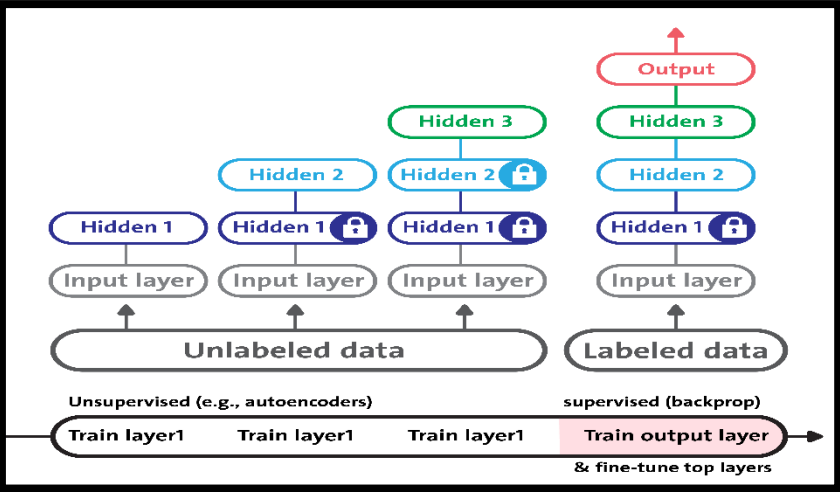 Output
Hidden 3 Hidden 3
Hidden 2 Hidden 2 Hidden 2
Hidden 1 Hidden 1 Hidden 1 Hidden 1
Input layer Input layer Input layer Input layer
Unlabeled data Labeled data
Unsupervised (e.g., autoencoders) supervised (backprop)
Train layer1 Train layer1 Train layer1 Train output layer
& fine-tune top layers